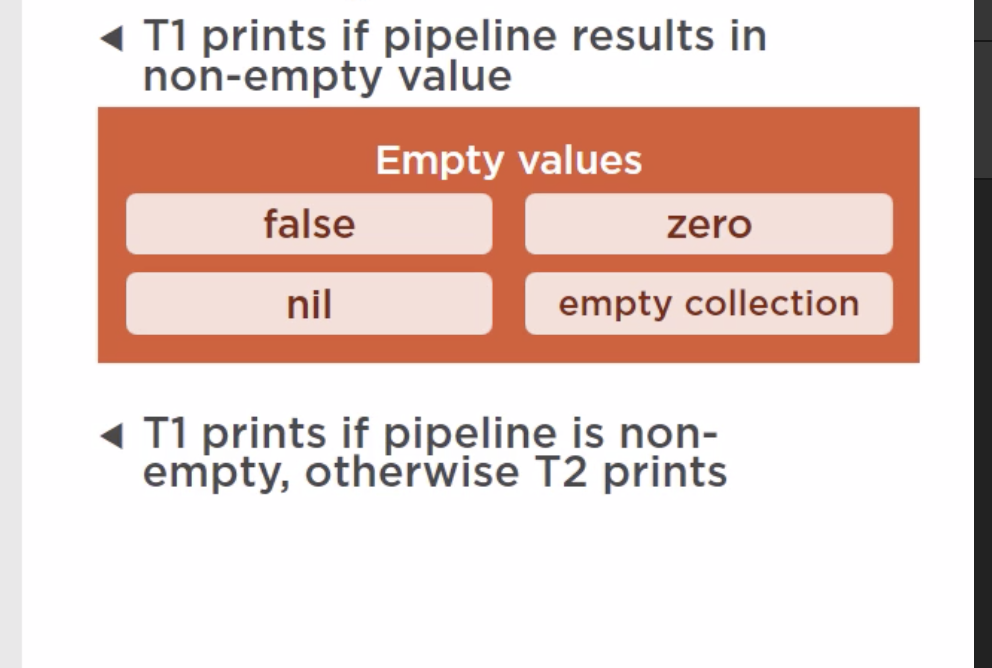 T1 prints if pipeline results in
non-empty value
Empty values
false
zero
nil
empty collection
T1 prints if pipeline is non-
empty, otherwise T2 prints